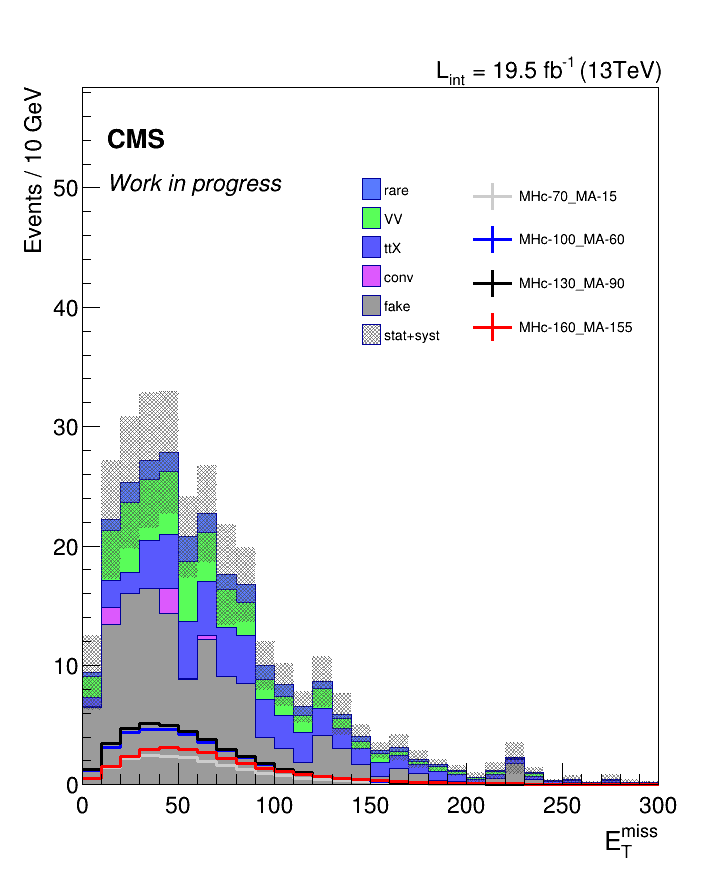 L_int = 19.5 fb^-1 (13TeV)
Events / 10 GeV
CMS
Work in progress
rare
VV
ttX
conv
fake
stat+syst
MHc-70_MA-15
MHc-100_MA-60
MHc-130_MA-90
MHc-160_MA-155
50
40
30
20
10
0
0 50 100 150 200 250 300
E_T^miss